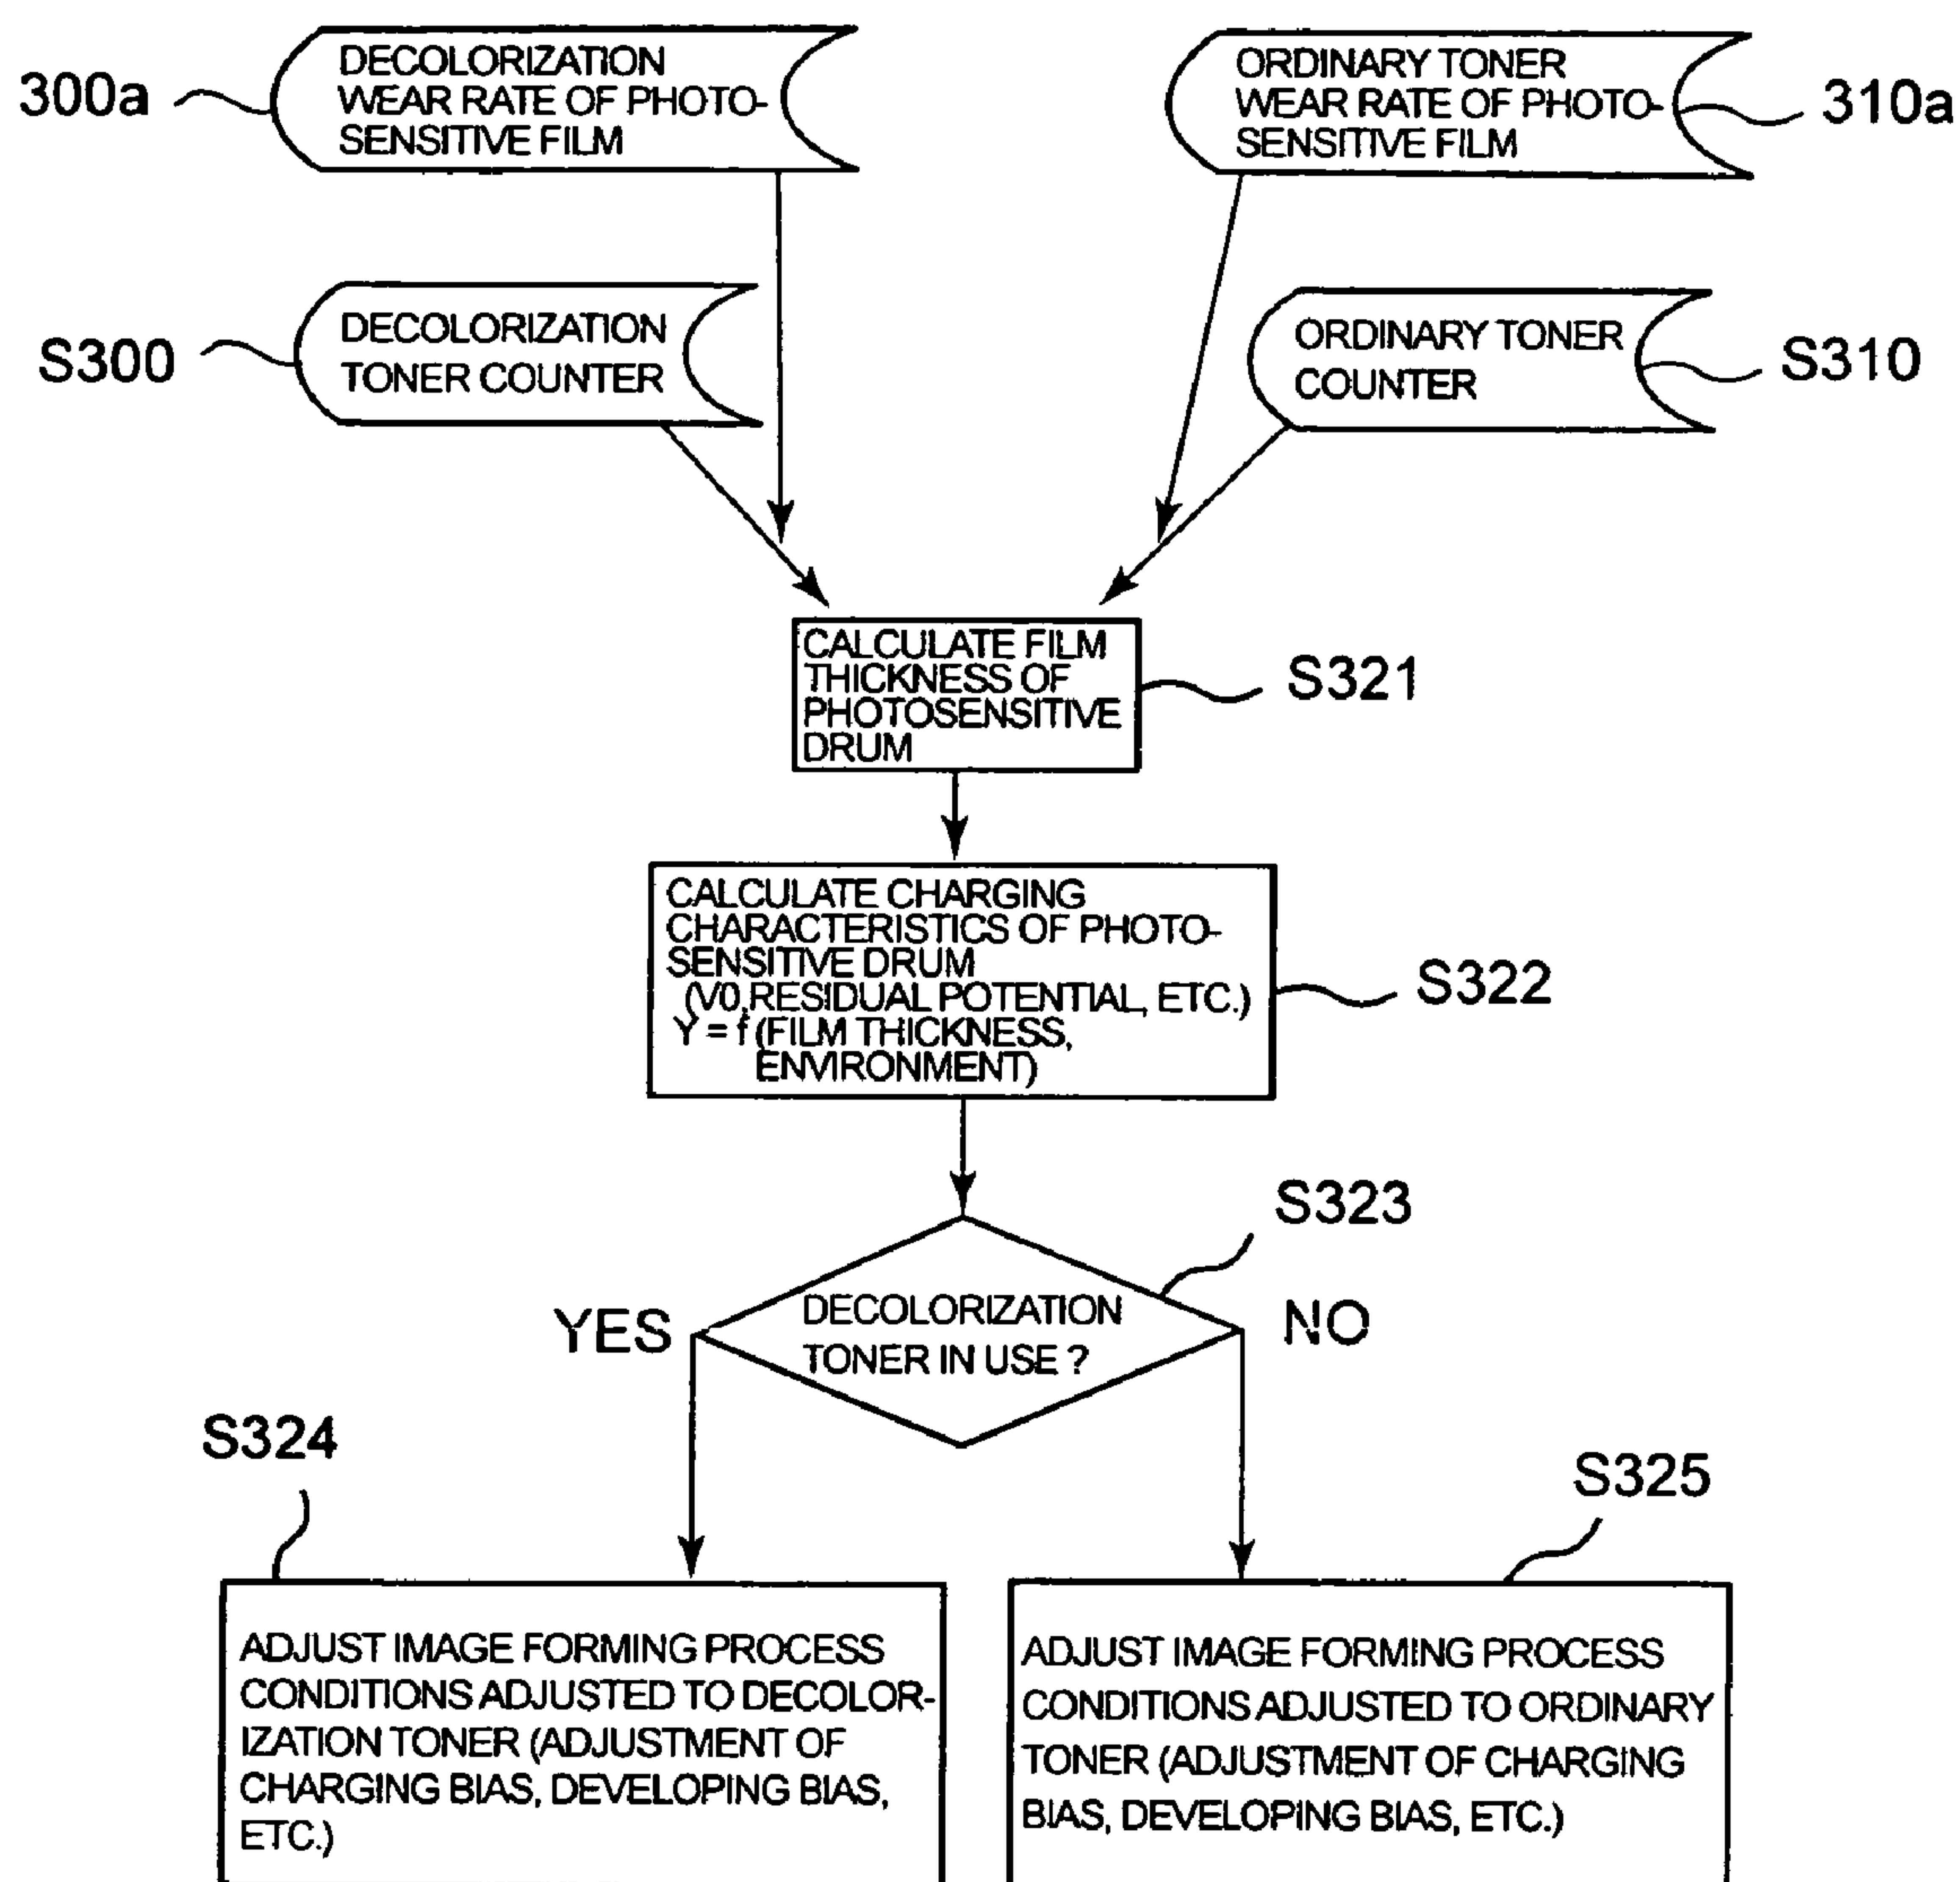 300a
DECOLORIZATION
WEAR RATE OF PHOTO-
SENSITIVE FILM
ORDINARY TONER
WEAR RATE OF PHOTO-
SENSITIVE FILM
310a
S300
DECOLORIZATION
TONER COUNTER
ORDINARY TONER
COUNTER
S310
CALCULATE FILM
THICKNESS OF
PHOTOSENSITIVE
DRUM
S321
CALCULATE CHARGING
CHARACTERISTICS OF PHOTO-
SENSITIVE DRUM
(V0,RESIDUAL POTENTIAL, ETC.)
Y = f (FILM THICKNESS,
ENVIRONMENT)
S322
S323
YES
DECOLORIZATION
TONER IN USE ?
NO
S324
S325
ADJUST IMAGE FORMING PROCESS
CONDITIONS ADJUSTED TO DECOLOR-
IZATION TONER (ADJUSTMENT OF
CHARGING BIAS, DEVELOPING BIAS,
ETC.)
ADJUST IMAGE FORMING PROCESS
CONDITIONS ADJUSTED TO ORDINARY
TONER (ADJUSTMENT OF CHARGING
BIAS, DEVELOPING BIAS, ETC.)